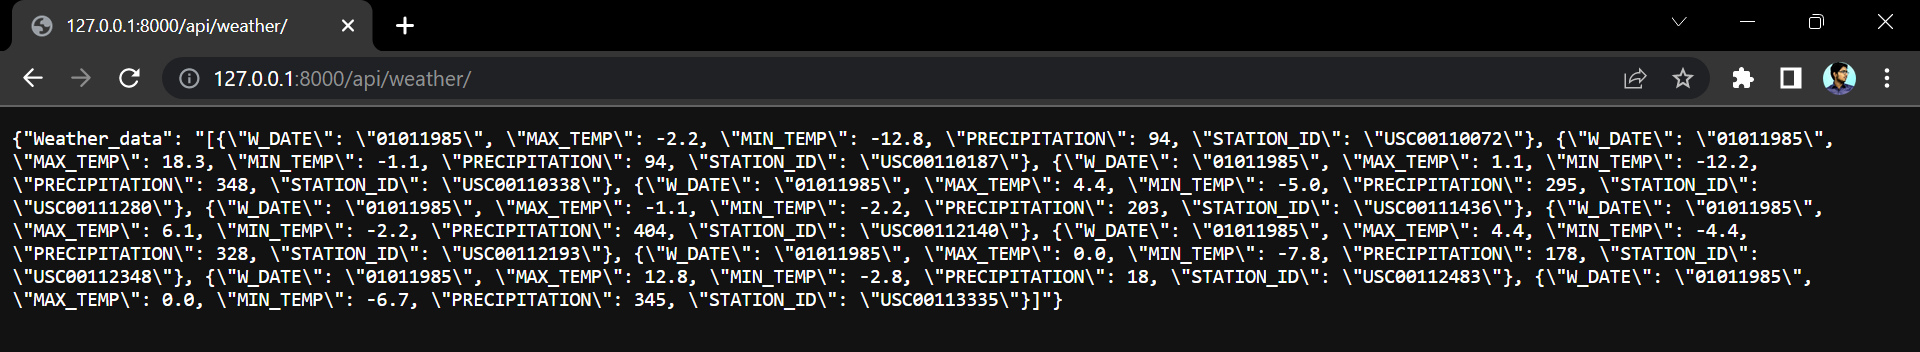 127.0.0.1:8000/api/weather/
127.0.0.1:8000/api/weather/
{"Weather_data": "[{\"W_DATE\": \"01011985\", \"MAX_TEMP\": -2.2, \"MIN_TEMP\": -12.8, \"PRECIPITATION\": 94, \"STATION_ID\": \"USC00110072\"}, {\"W_DATE\": \"01011985\",
\"MAX_TEMP\": 18.3, \"MIN_TEMP\": -1.1, \"PRECIPITATION\": 94, \"STATION_ID\": \"USC00110187\"}, {\"W_DATE\": \"01011985\", \"MAX_TEMP\": 1.1, \"MIN_TEMP\": -12.2,
\"PRECIPITATION\": 348, \"STATION_ID\": \"USC00110338\"}, {\"W_DATE\": \"01011985\", \"MAX_TEMP\": 4.4, \"MIN_TEMP\": -5.0, \"PRECIPITATION\": 295, \"STATION_ID\":
\"USC00111280\"}, {\"W_DATE\": \"01011985\", \"MAX_TEMP\": -1.1, \"MIN_TEMP\": -2.2, \"PRECIPITATION\": 203, \"STATION_ID\": \"USC00111436\"}, {\"W_DATE\": \"01011985\",
\"MAX_TEMP\": 6.1, \"MIN_TEMP\": -2.2, \"PRECIPITATION\": 404, \"STATION_ID\": \"USC00112140\"}, {\"W_DATE\": \"01011985\", \"MAX_TEMP\": 4.4, \"MIN_TEMP\": -4.4,
\"PRECIPITATION\": 328, \"STATION_ID\": \"USC00112193\"}, {\"W_DATE\": \"01011985\", \"MAX_TEMP\": 0.0, \"MIN_TEMP\": -7.8, \"PRECIPITATION\": 178, \"STATION_ID\":
\"USC00112348\"}, {\"W_DATE\": \"01011985\", \"MAX_TEMP\": 12.8, \"MIN_TEMP\": -2.8, \"PRECIPITATION\": 18, \"STATION_ID\": \"USC00112483\"}, {\"W_DATE\": \"01011985\",
\"MAX_TEMP\": 0.0, \"MIN_TEMP\": -6.7, \"PRECIPITATION\": 345, \"STATION_ID\": \"USC00113335\"}]"}